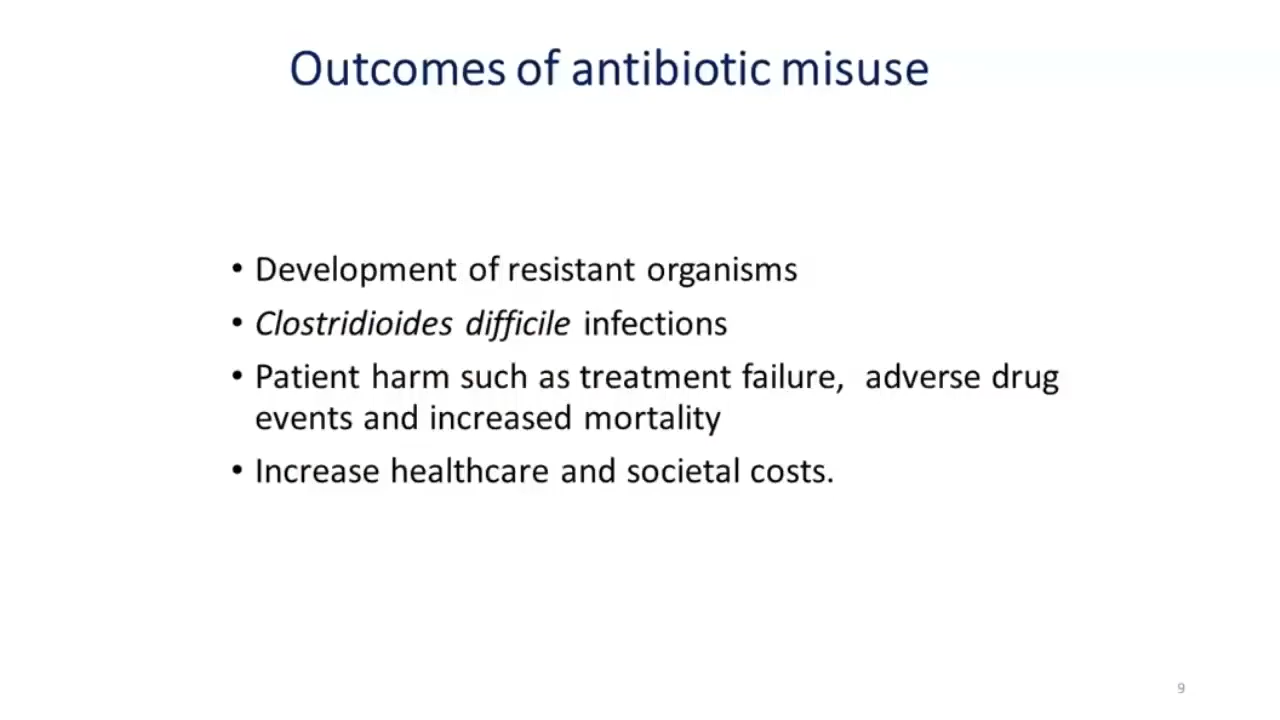 Outcomes of antibiotic misuse
• Development of resistant organisms
• Clostridioides difficile infections
• Patient harm such as treatment failure,  adverse drug
events and increased mortality
• Increase healthcare and societal costs.
9